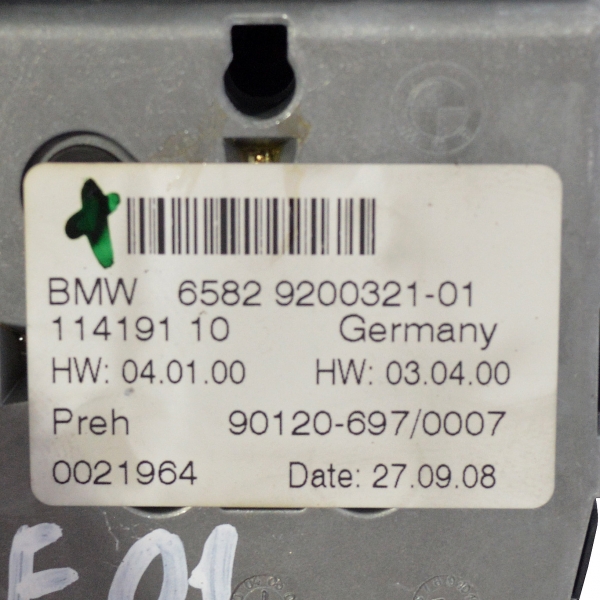 BMW 6582 9200321-01
114191 10 Germany
HW: 04.01.00 HW: 03.04.00
Preh 90120-697/0007
0021964 Date: 27.09.08
F 01